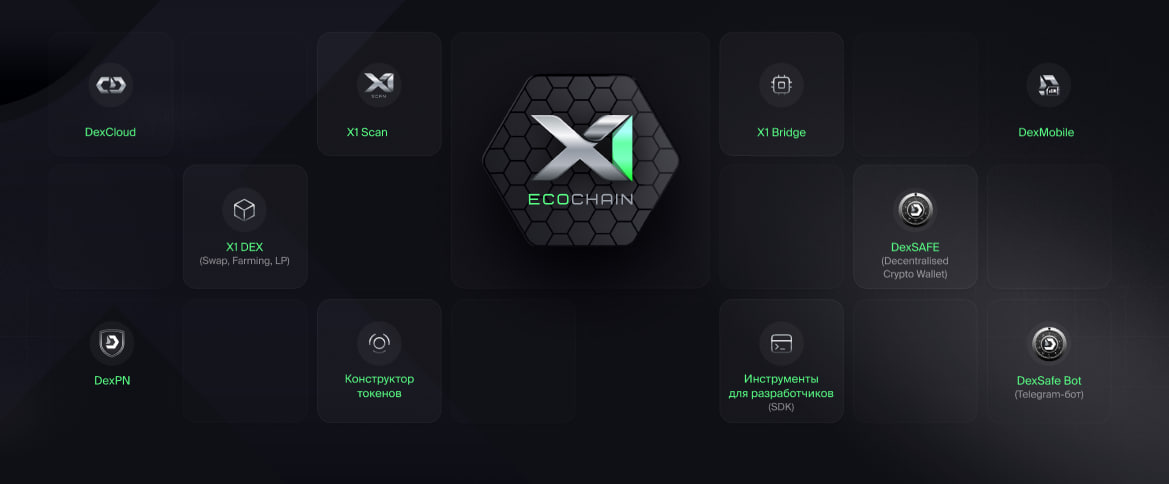 DexCloud
SCAN
X1 Scan
X1
ECOCHAIN
X1 Bridge
DexMobile
X1 DEX
(Swap, Farming, LP)
DexSAFE
(Decentralised
Crypto Wallet)
DexPN
Конструктор
токенов
Инструменты
для разработчиков
(SDK)
DexSafe Bot
(Telegram-бот)